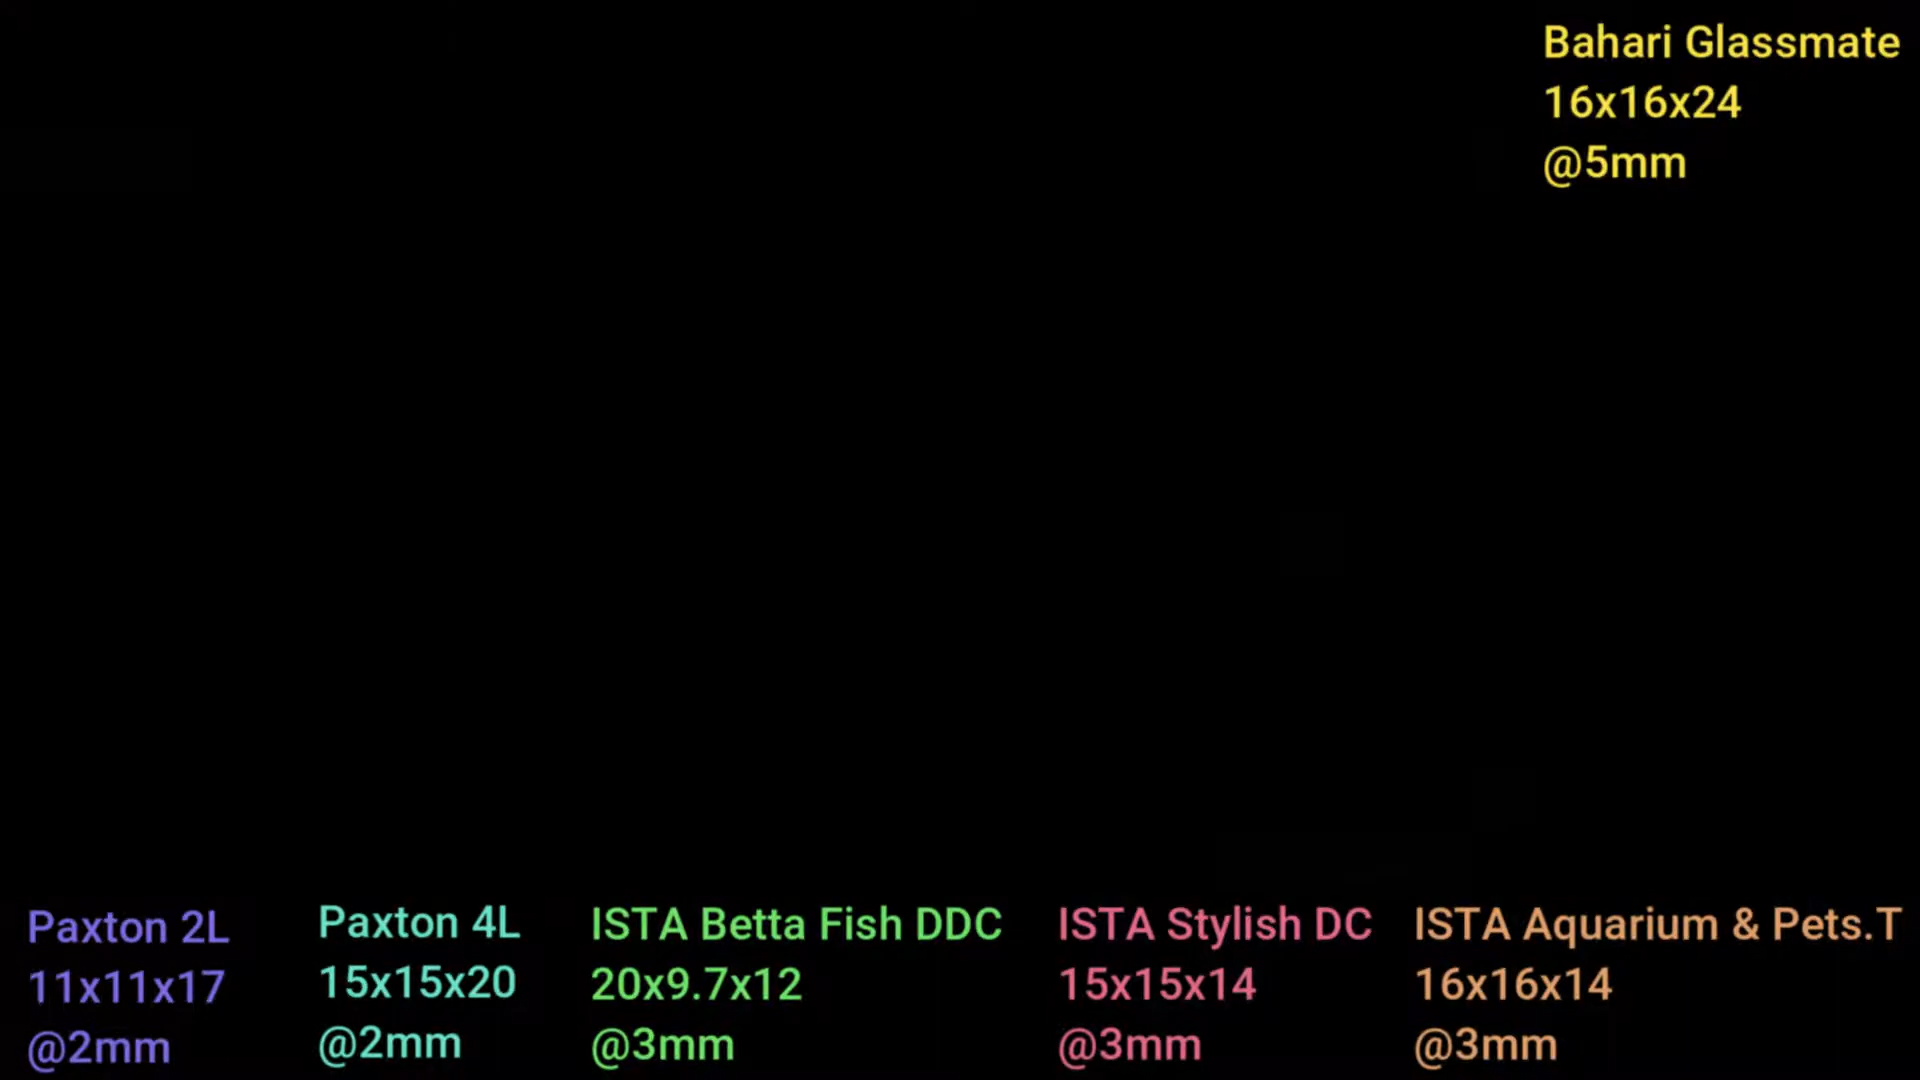 Bahari Glassmate
16x16x24
@5mm
Paxton 2L
11x11x17
@2mm
Paxton 4L
15x15x20
@2mm
ISTA Betta Fish DDC
20x9.7x12
@3mm
ISTA Stylish DC
15x15x14
@3mm
ISTA Aquarium & Pets.T
16x16x14
@3mm